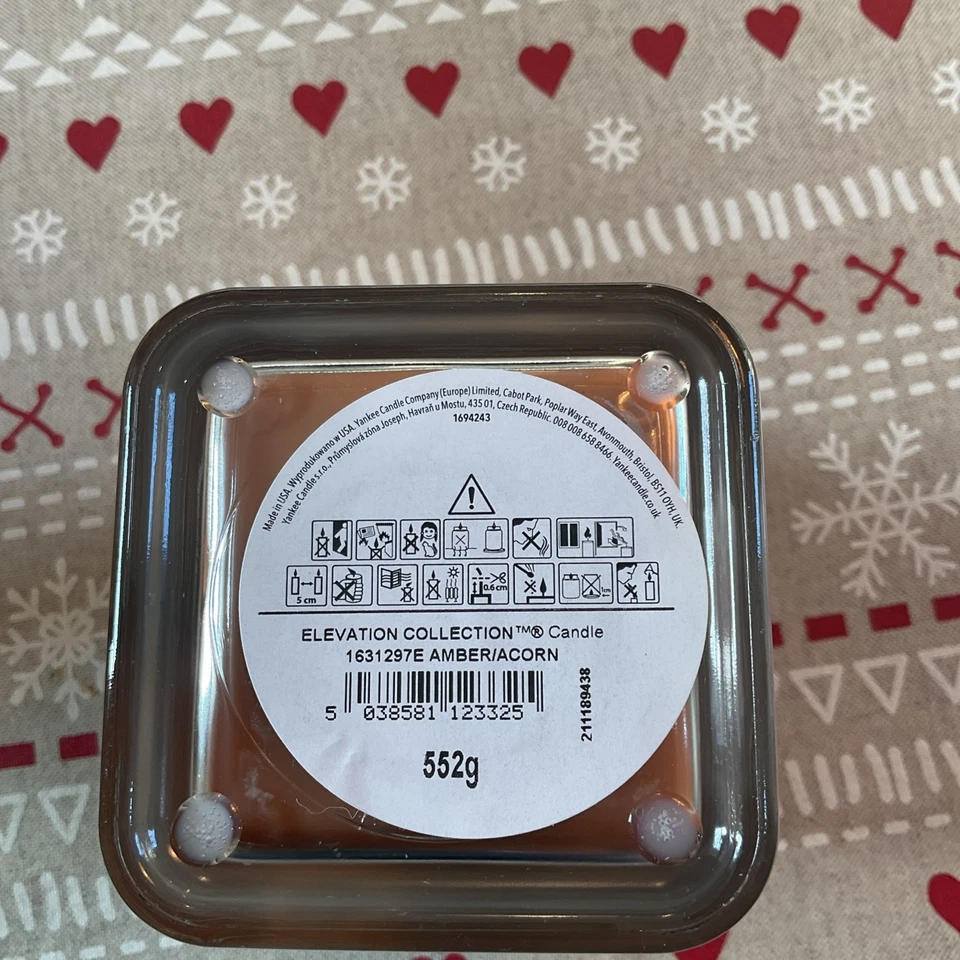 Made in USA. Wyprodukowano w USA. Yankee Candle Company (Europe) Limited, Cabot Park, Poplar Way East, Avonmouth, Bristol, BS11 0YH, UK.
Yankee Candle s.r.o., Průmyslová zóna Joseph, Havraň u Mostu, 435 01, Czech Republic. 008 008 658 8466. Yankeecandle.co.uk
1694243
5 cm
0.6 cm
1cm
ELEVATION COLLECTION™® Candle
1631297E AMBER/ACORN
5 038581 123325
211189438
552g